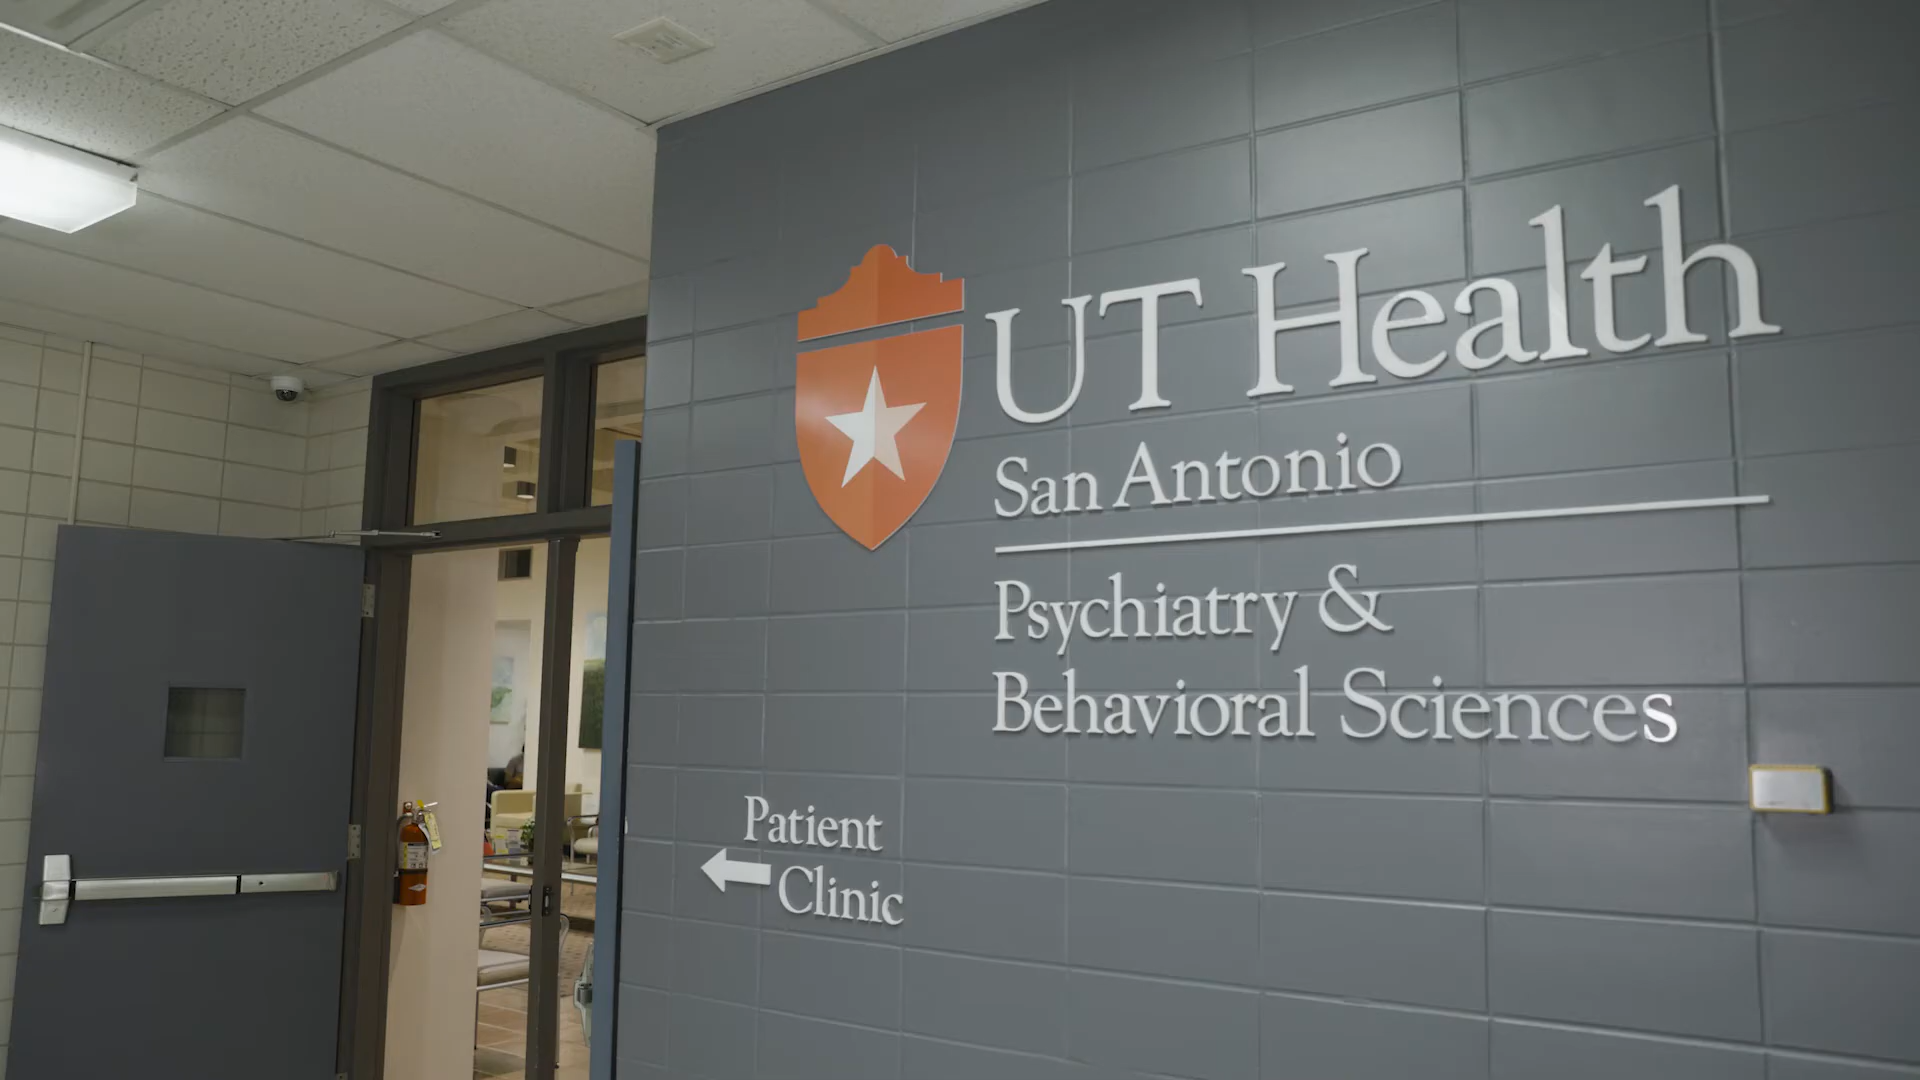 UT Health
San Antonio
Psychiatry &
Behavioral Sciences
Patient
Clinic